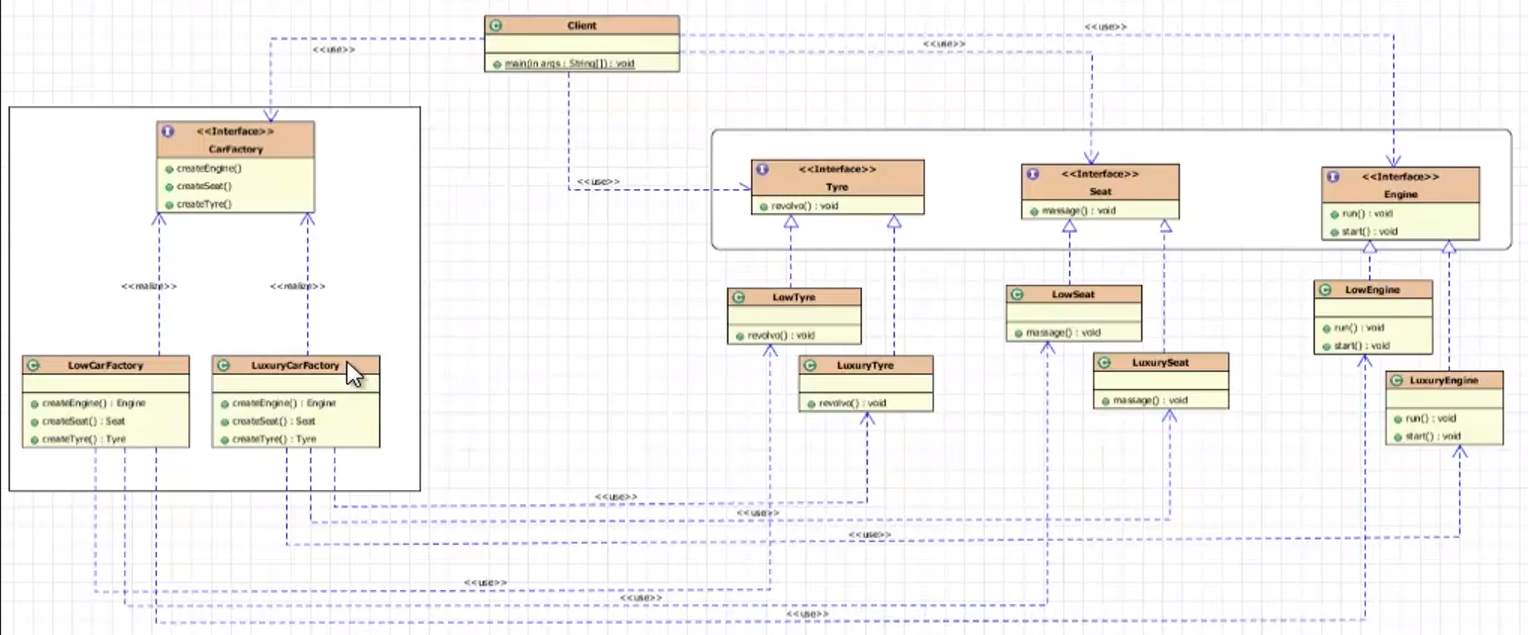 Client
main(in args : String[]) : void
<<use>>
<<use>>
<<use>>
<<use>>
<<Interface>>
CarFactory
createEngine()
createSeat()
createTyre()
<<realize>>
<<realize>>
LowCarFactory
createEngine() : Engine
createSeat() : Seat
createTyre() : Tyre
LuxuryCarFactory
createEngine() : Engine
createSeat() : Seat
createTyre() : Tyre
<<Interface>>
Tyre
revolvo() : void
<<Interface>>
Seat
massage() : void
<<Interface>>
Engine
run() : void
start() : void
LowTyre
revolvo() : void
LuxuryTyre
revolvo() : void
LowSeat
massage() : void
LuxurySeat
massage() : void
LowEngine
run() : void
start() : void
LuxuryEngine
run() : void
start() : void
<<use>>
<<use>>
<<use>>
<<use>>
<<use>>
<<use>>